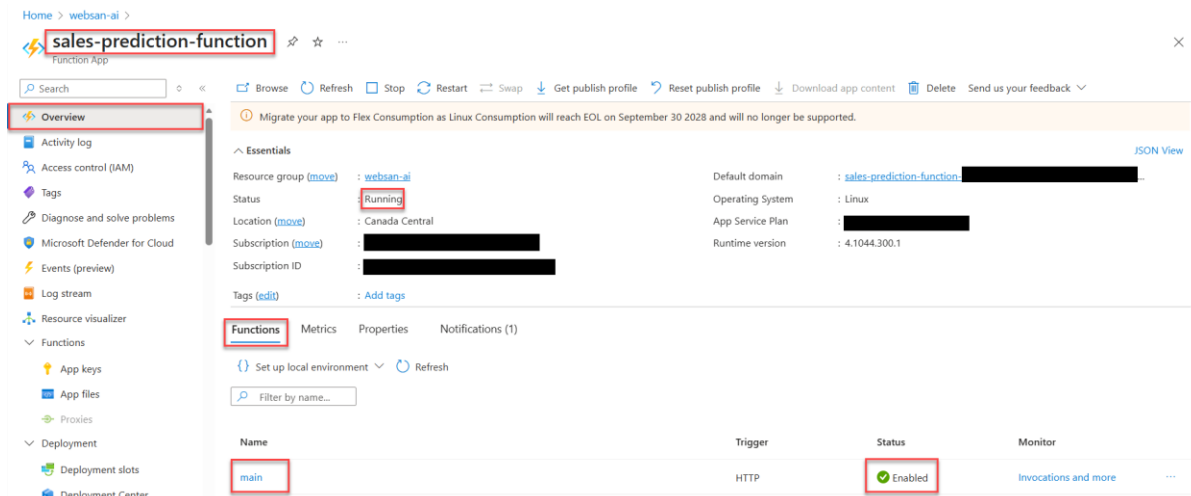 Home > websan-ai >
sales-prediction-function
Function App
Search
Browse Refresh Stop Restart Swap Get publish profile Reset publish profile Download app content Delete Send us your feedback
Overview
Migrate your app to Flex Consumption as Linux Consumption will reach EOL on September 30 2028 and will no longer be supported.
Activity log
Essentials JSON View
Access control (IAM)
Resource group (move) : websan-ai Default domain : sales-prediction-function-...
Tags
Status : Running Operating System : Linux
Diagnose and solve problems
Location (move) : Canada Central App Service Plan :
Microsoft Defender for Cloud
Subscription (move) : Runtime version : 4.1044.300.1
Events (preview)
Subscription ID :
Log stream
Tags (edit) : Add tags
Resource visualizer
Functions Metrics Properties Notifications (1)
Functions
App keys
{} Set up local environment Refresh
App files
Filter by name...
Proxies
Deployment
Name Trigger Status Monitor
Deployment slots
main HTTP Enabled Invocations and more ...
Deployment Center